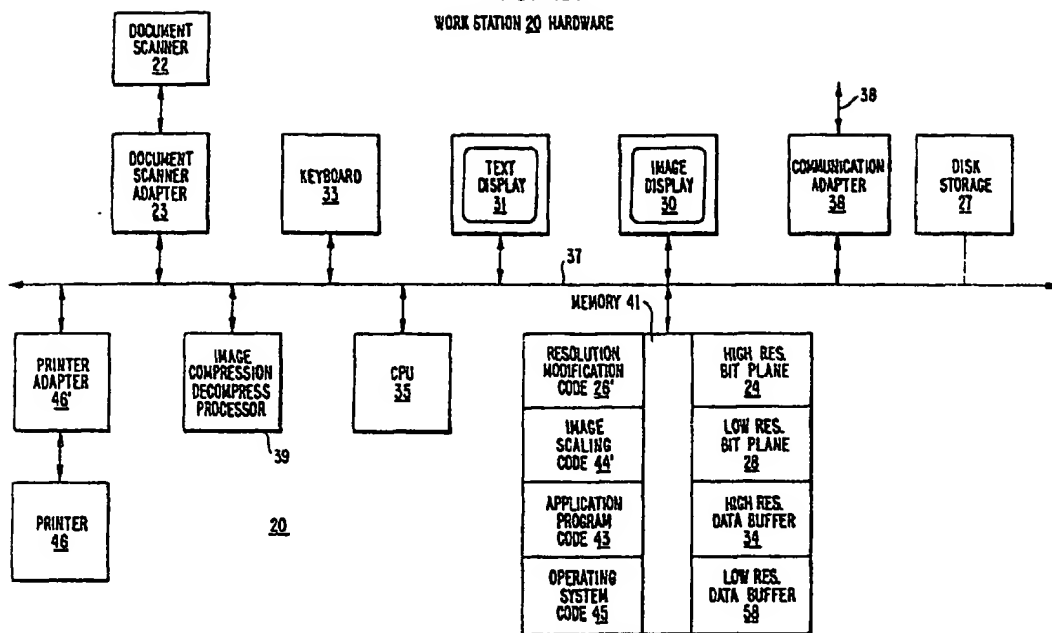 WORK STATION 20 HARDWARE
DOCUMENT
SCANNER
22
DOCUMENT
SCANNER
ADAPTER
23
KEYBOARD
33
TEXT
DISPLAY
31
IMAGE
DISPLAY
30
38
COMMUNICATION
ADAPTER
38
DISK
STORAGE
27
37
MEMORY 41
PRINTER
ADAPTER
46'
IMAGE
COMPRESSION
DECOMPRESS
PROCESSOR
39
CPU
35
PRINTER
46
20
RESOLUTION
MODIFICATION
CODE 26'
HIGH RES.
BIT PLANE
24
IMAGE
SCALING
CODE 44'
LOW RES.
BIT PLANE
28
APPLICATION
PROGRAM
CODE 43
HIGH RES.
DATA BUFFER
34
OPERATING
SYSTEM
CODE 45
LOW RES.
DATA BUFFER
58